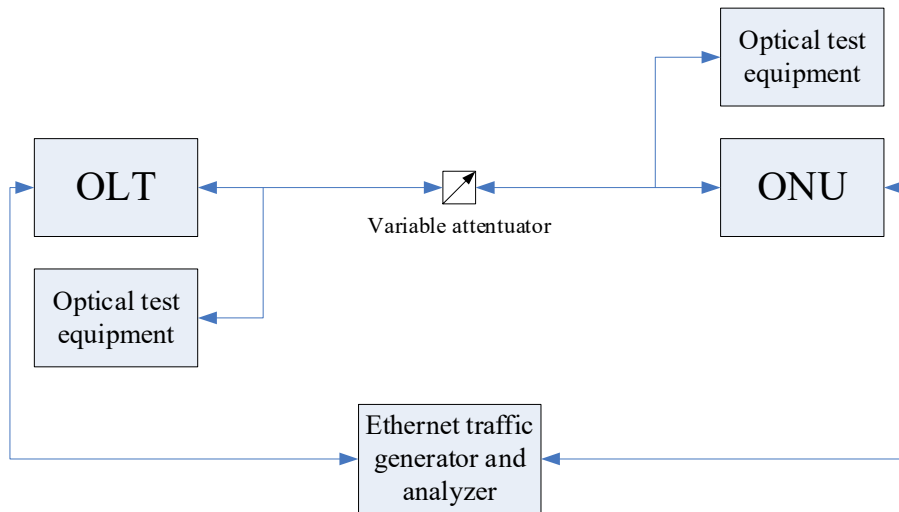 Optical test
equipment
OLT
ONU
Variable attentuator
Optical test
equipment
Ethernet traffic
generator and
analyzer